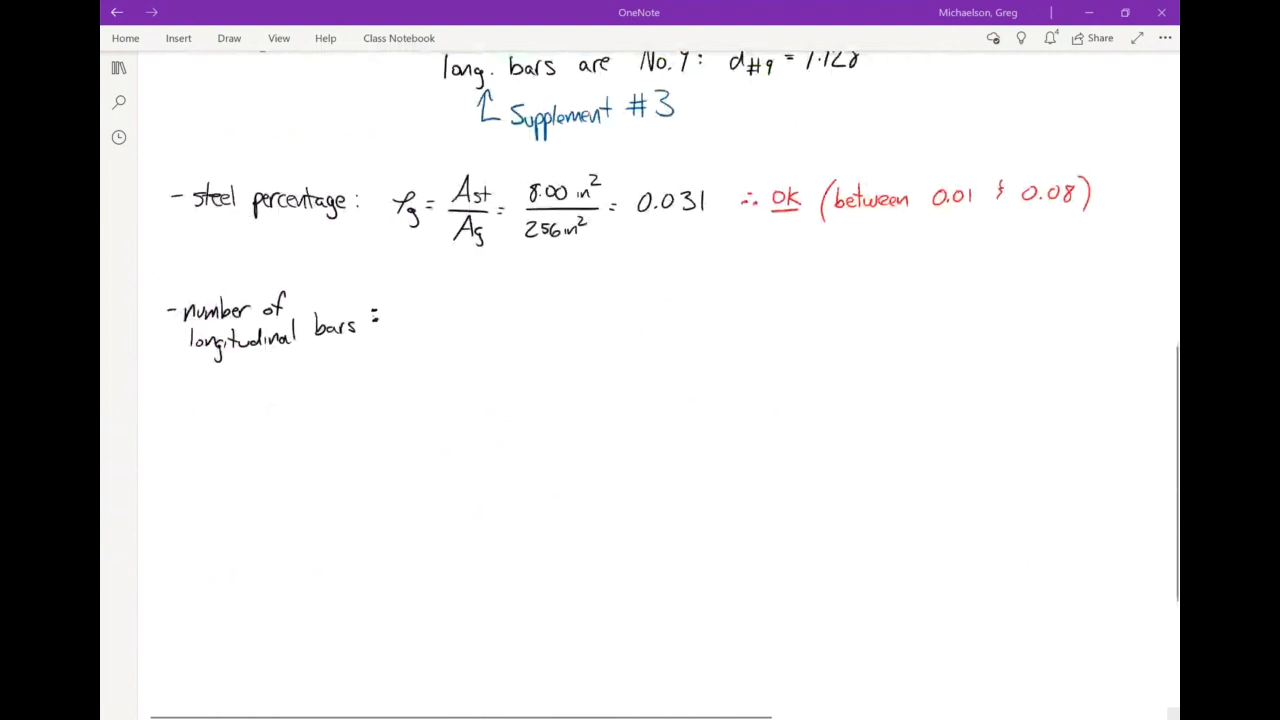 OneNote
Michaelson, Greg
Home Insert Draw View Help Class Notebook
4
Share
long. bars are No. 9: d#9 = 1.128
Supplement #3
- steel percentage: ρg = Ast/Ag = 8.00 in²/256 in² = 0.031 ∴ OK (between 0.01 & 0.08)
- number of
longitudinal bars :